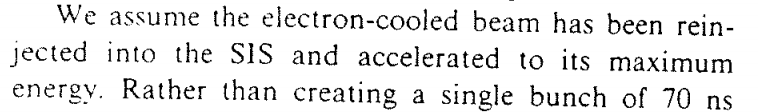 We assume the electron-cooled beam has been rein-
jected into the SIS and accelerated to its maximum
energy. Rather than creating a single bunch of 70 ns